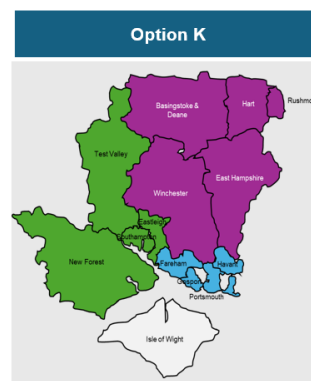 Option K
Basingstoke &
Deane
Hart
Rushmo
Test Valley
East Hampshire
Winchester
Eastleigh
Southampton
New Forest
Fareham
Havant
Gosport
Portsmouth
Isle of Wight